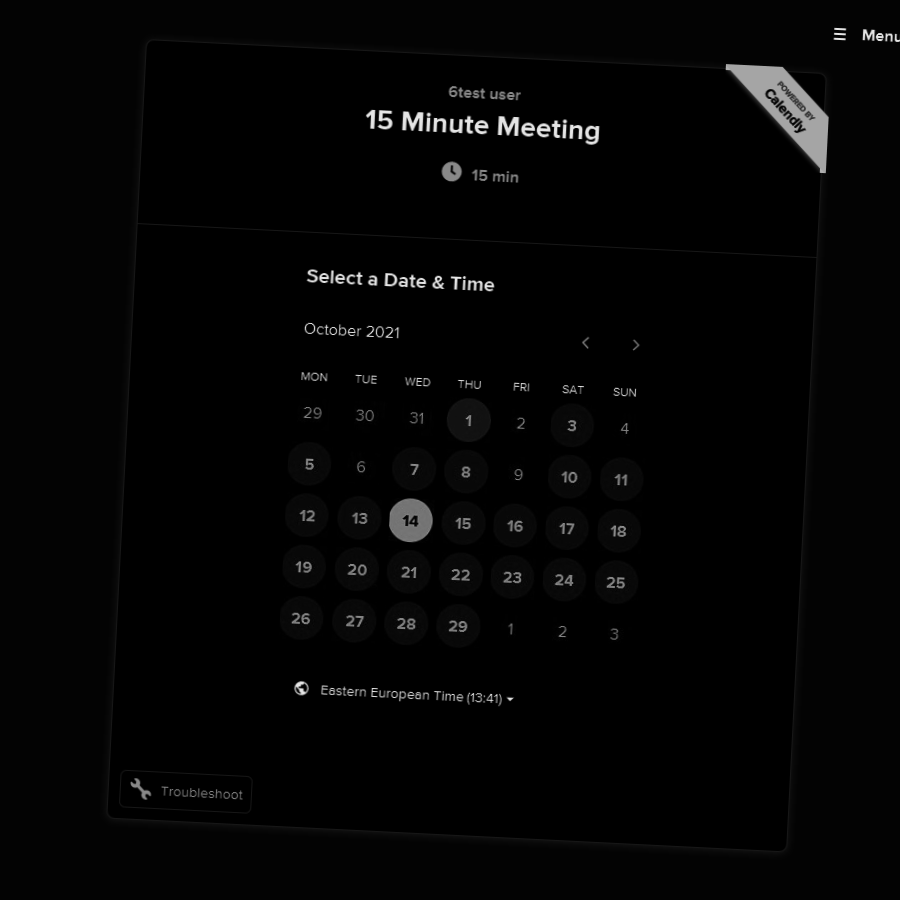 Menu
POWERED BY
Calendly
6test user
15 Minute Meeting
15 min
Select a Date & Time
October 2021
MON TUE WED THU FRI SAT SUN
29 30 31 1 2 3 4
5 6 7 8 9 10 11
12 13 14 15 16 17 18
19 20 21 22 23 24 25
26 27 28 29 1 2 3
Eastern European Time (13:41)
Troubleshoot